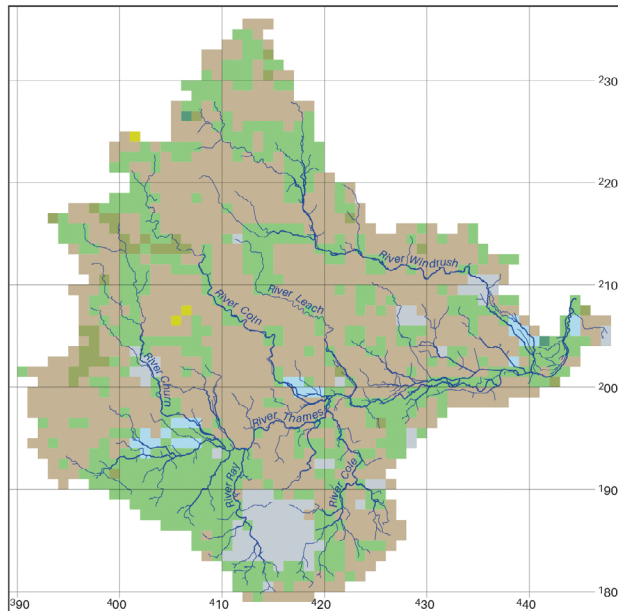 230
220
River Windrush
River Leach
210
River Coln
River Churn
200
River Thames
River Ray
River Cole
190
180
390 400 410 420 430 440